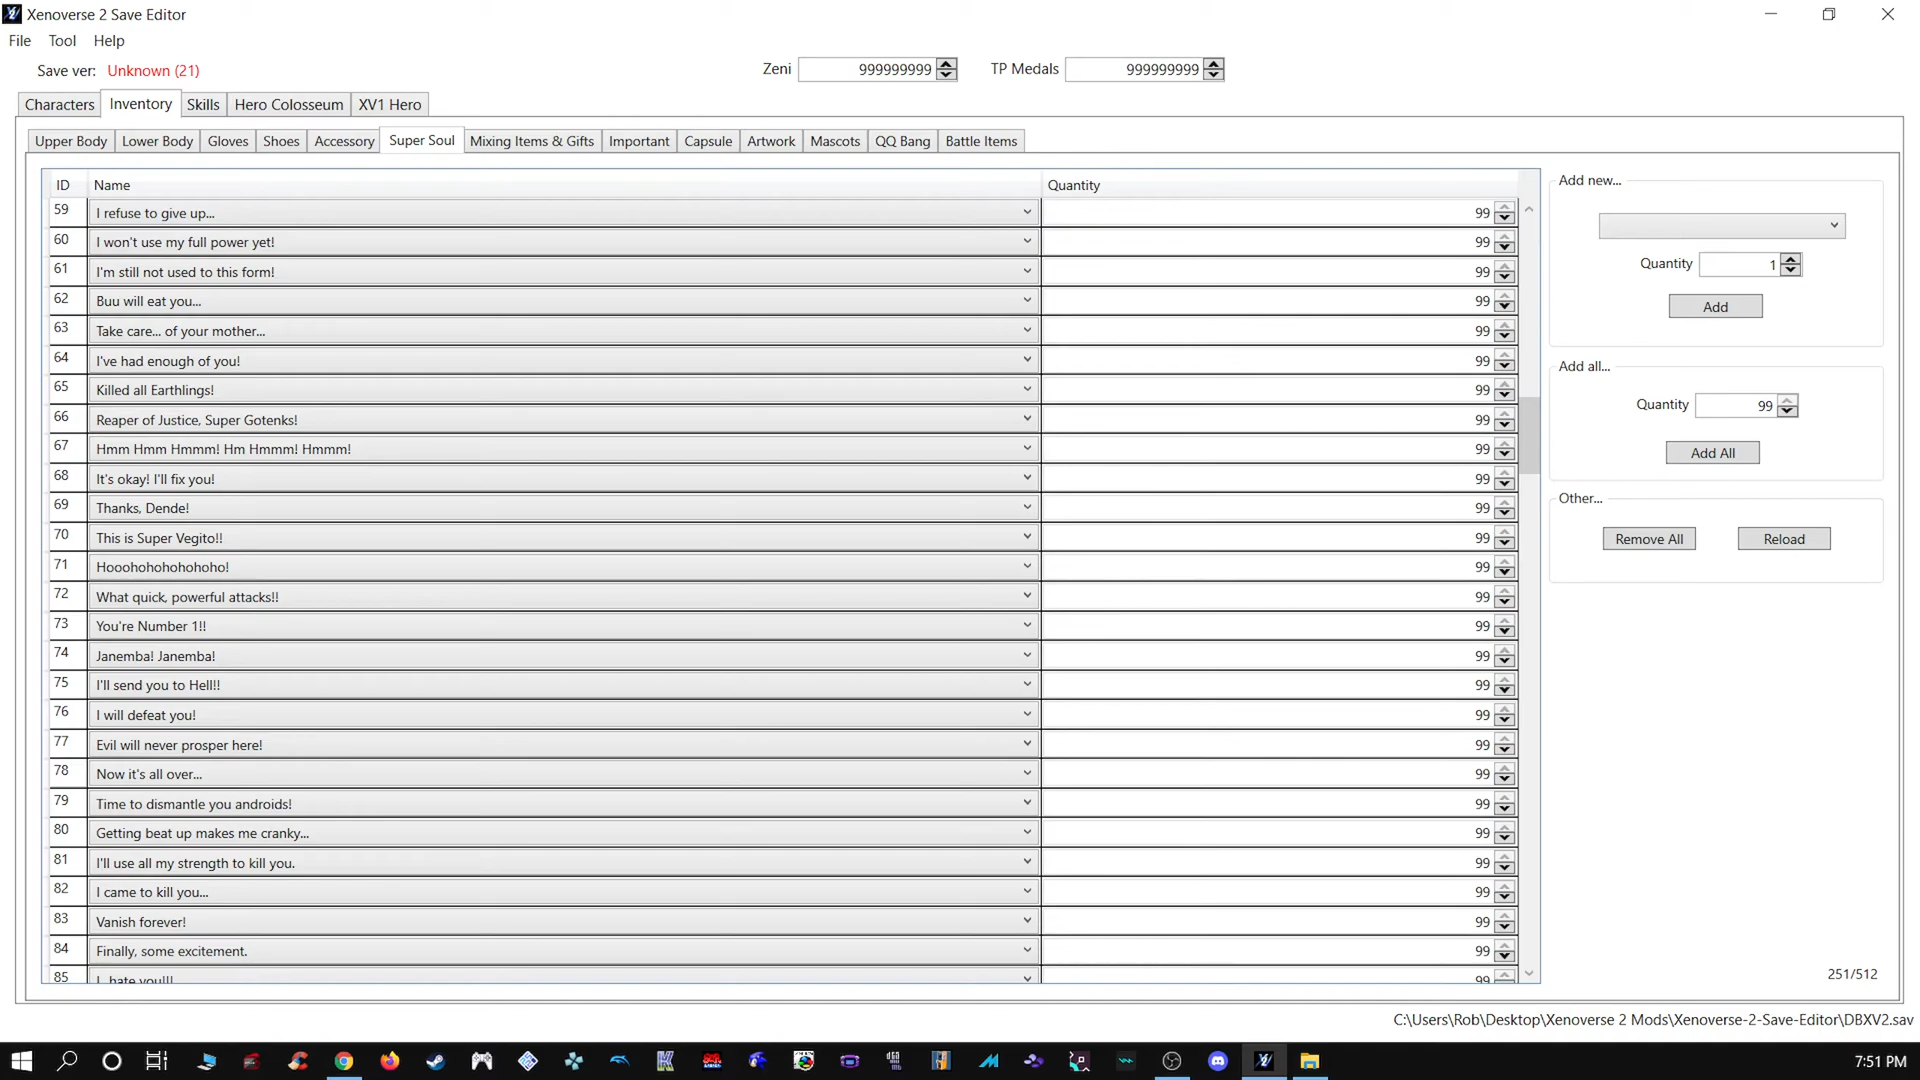 Xenoverse 2 Save Editor
File Tool Help
Save ver: Unknown (21)
Zeni 999999999 TP Medals 999999999
Characters Inventory Skills Hero Colosseum XV1 Hero
Upper Body Lower Body Gloves Shoes Accessory Super Soul Mixing Items & Gifts Important Capsule Artwork Mascots QQ Bang Battle Items
ID Name Quantity
59 I refuse to give up... 99
60 I won't use my full power yet! 99
61 I'm still not used to this form! 99
62 Buu will eat you... 99
63 Take care... of your mother... 99
64 I've had enough of you! 99
65 Killed all Earthlings! 99
66 Reaper of Justice, Super Gotenks! 99
67 Hmm Hmm Hmmm! Hm Hmmm! Hmmm! 99
68 It's okay! I'll fix you! 99
69 Thanks, Dende! 99
70 This is Super Vegito!! 99
71 Hooohohohohoho! 99
72 What quick, powerful attacks!! 99
73 You're Number 1!! 99
74 Janemba! Janemba! 99
75 I'll send you to Hell!! 99
76 I will defeat you! 99
77 Evil will never prosper here! 99
78 Now it's all over... 99
79 Time to dismantle you androids! 99
80 Getting beat up makes me cranky... 99
81 I'll use all my strength to kill you. 99
82 I came to kill you... 99
83 Vanish forever! 99
84 Finally, some excitement. 99
85 I...hate you!!! 99
Add new...
Quantity 1
Add
Add all...
Quantity 99
Add All
Other...
Remove All Reload
251/512
C:\Users\Rob\Desktop\Xenoverse 2 Mods\Xenoverse-2-Save-Editor\DBXV2.sav
7:51 PM